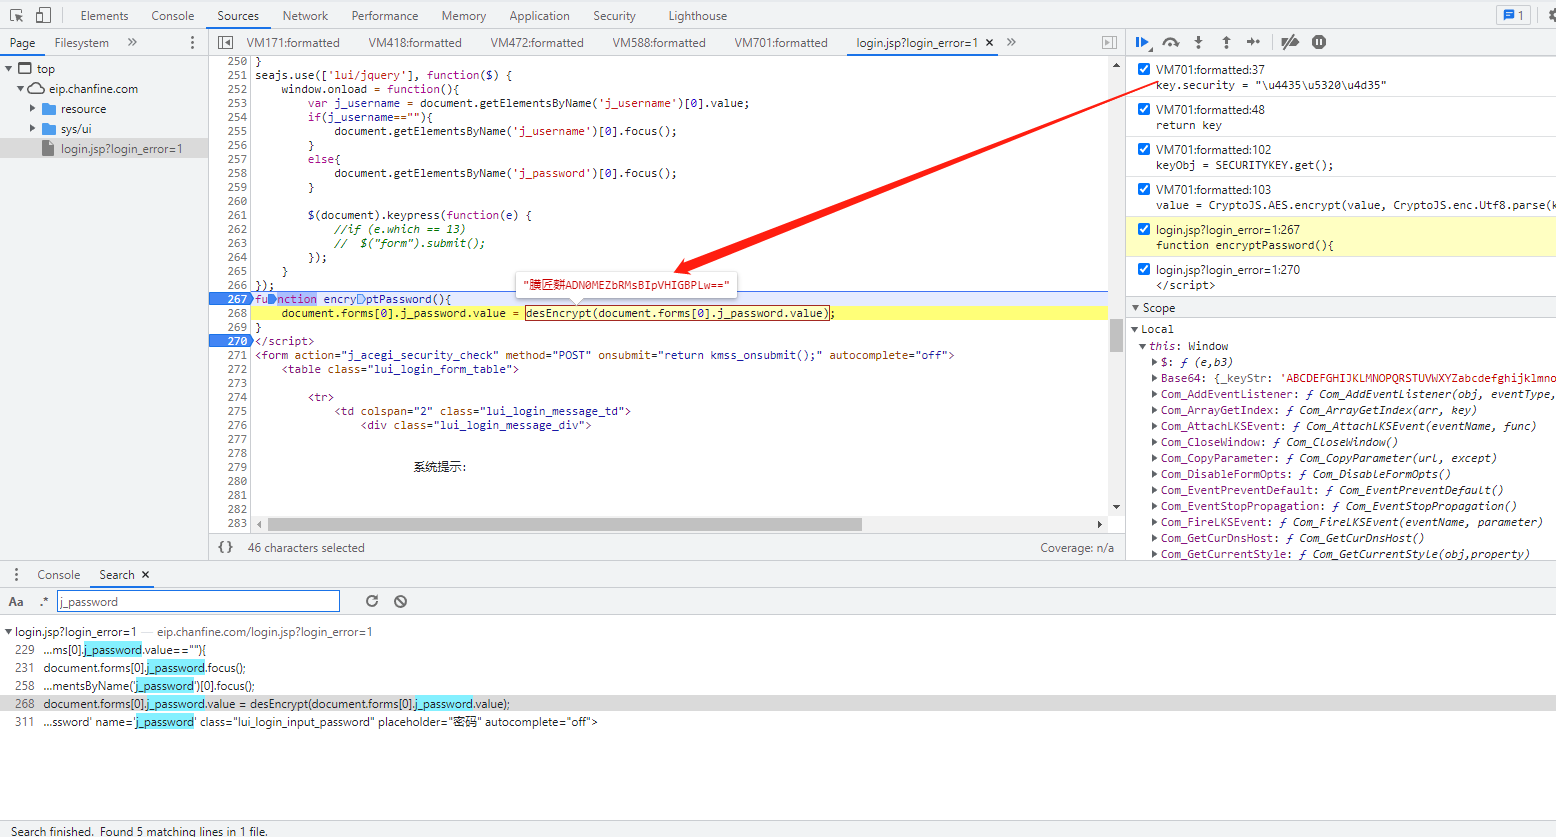 Elements Console Sources Network Performance Memory Application Security Lighthouse 1
Page Filesystem » VM171:formatted VM418:formatted VM472:formatted VM588:formatted VM701:formatted login.jsp?login_error=1 × »
top
eip.chanfine.com
resource
sys/ui
login.jsp?login_error=1
250 }
251 seajs.use(['lui/jquery'], function($) {
252 window.onload = function(){
253 var j_username = document.getElementsByName('j_username')[0].value;
254 if(j_username==""){
255 document.getElementsByName('j_username')[0].focus();
256 }
257 else{
258 document.getElementsByName('j_password')[0].focus();
259 }
260
261 $(document).keypress(function(e) {
262 //if (e.which == 13)
263 // $("form").submit();
264 });
265 }
266 });
"䐵匠䴵ADN0MEZbRMsBIpVHIGBPLw=="
267 function encryptPassword(){
268 document.forms[0].j_password.value = desEncrypt(document.forms[0].j_password.value);
269 }
270 </script>
271 <form action="j_acegi_security_check" method="POST" onsubmit="return kmss_onsubmit();" autocomplete="off">
272 <table class="lui_login_form_table">
273
274 <tr>
275 <td colspan="2" class="lui_login_message_td">
276 <div class="lui_login_message_div">
277
278
279 系统提示:
280
281
282
283
{} 46 characters selected Coverage: n/a
VM701:formatted:37
key.security = "\u4435\u5320\u4d35"
VM701:formatted:48
return key
VM701:formatted:102
keyObj = SECURITYKEY.get();
VM701:formatted:103
value = CryptoJS.AES.encrypt(value, CryptoJS.enc.Utf8.parse(k
login.jsp?login_error=1:267
function encryptPassword(){
login.jsp?login_error=1:270
</script>
Scope
Local
this: Window
$: ƒ (e,b3)
Base64: {_keyStr: 'ABCDEFGHIJKLMNOPQRSTUVWXYZabcdefghijklmno
Com_AddEventListener: ƒ Com_AddEventListener(obj, eventType,
Com_ArrayGetIndex: ƒ Com_ArrayGetIndex(arr, key)
Com_AttachLKSEvent: ƒ Com_AttachLKSEvent(eventName, func)
Com_CloseWindow: ƒ Com_CloseWindow()
Com_CopyParameter: ƒ Com_CopyParameter(url, except)
Com_DisableFormOpts: ƒ Com_DisableFormOpts()
Com_EventPreventDefault: ƒ Com_EventPreventDefault()
Com_EventStopPropagation: ƒ Com_EventStopPropagation()
Com_FireLKSEvent: ƒ Com_FireLKSEvent(eventName, parameter)
Com_GetCurDnsHost: ƒ Com_GetCurDnsHost()
Com_GetCurrentStyle: ƒ Com_GetCurrentStyle(obj,property)
Console Search ×
Aa .* j_password
login.jsp?login_error=1 — eip.chanfine.com/login.jsp?login_error=1
229 …ms[0].j_password.value==""){
231 document.forms[0].j_password.focus();
258 …mentsByName('j_password')[0].focus();
268 document.forms[0].j_password.value = desEncrypt(document.forms[0].j_password.value);
311 …ssword' name='j_password' class="lui_login_input_password" placeholder="密码" autocomplete="off">
Search finished. Found 5 matching lines in 1 file.